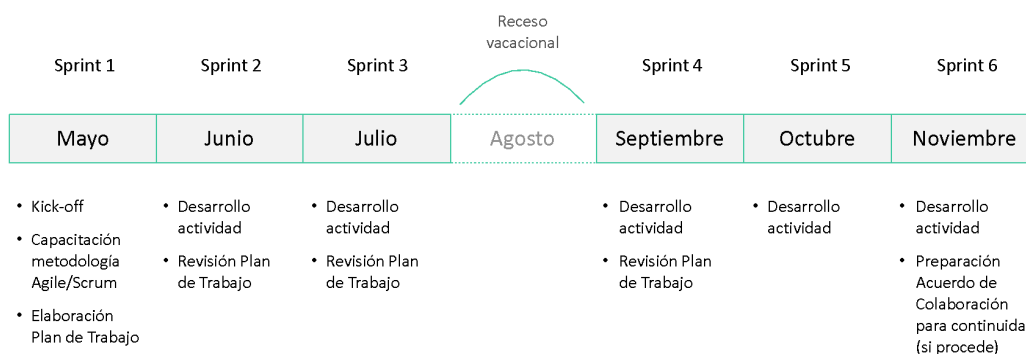 Receso
vacacional
Sprint 1
Sprint 2
Sprint 3
Sprint 4
Sprint 5
Sprint 6
Mayo
Junio
Julio
Agosto
Septiembre
Octubre
Noviembre
• Kick-off
• Capacitación
metodología
Agile/Scrum
• Elaboración
Plan de Trabajo
• Desarrollo
actividad
• Revisión Plan
de Trabajo
• Desarrollo
actividad
• Revisión Plan
de Trabajo
• Desarrollo
actividad
• Revisión Plan
de Trabajo
• Desarrollo
actividad
• Desarrollo
actividad
• Preparación
Acuerdo de
Colaboración
para continuida
(si procede)